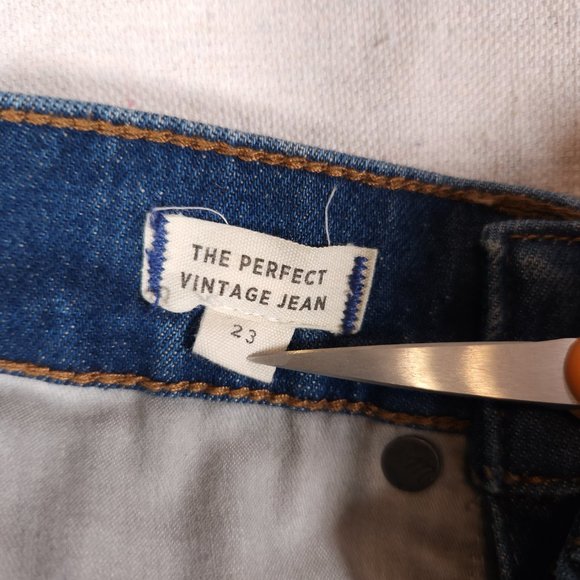 THE PERFECT
VINTAGE JEAN
23